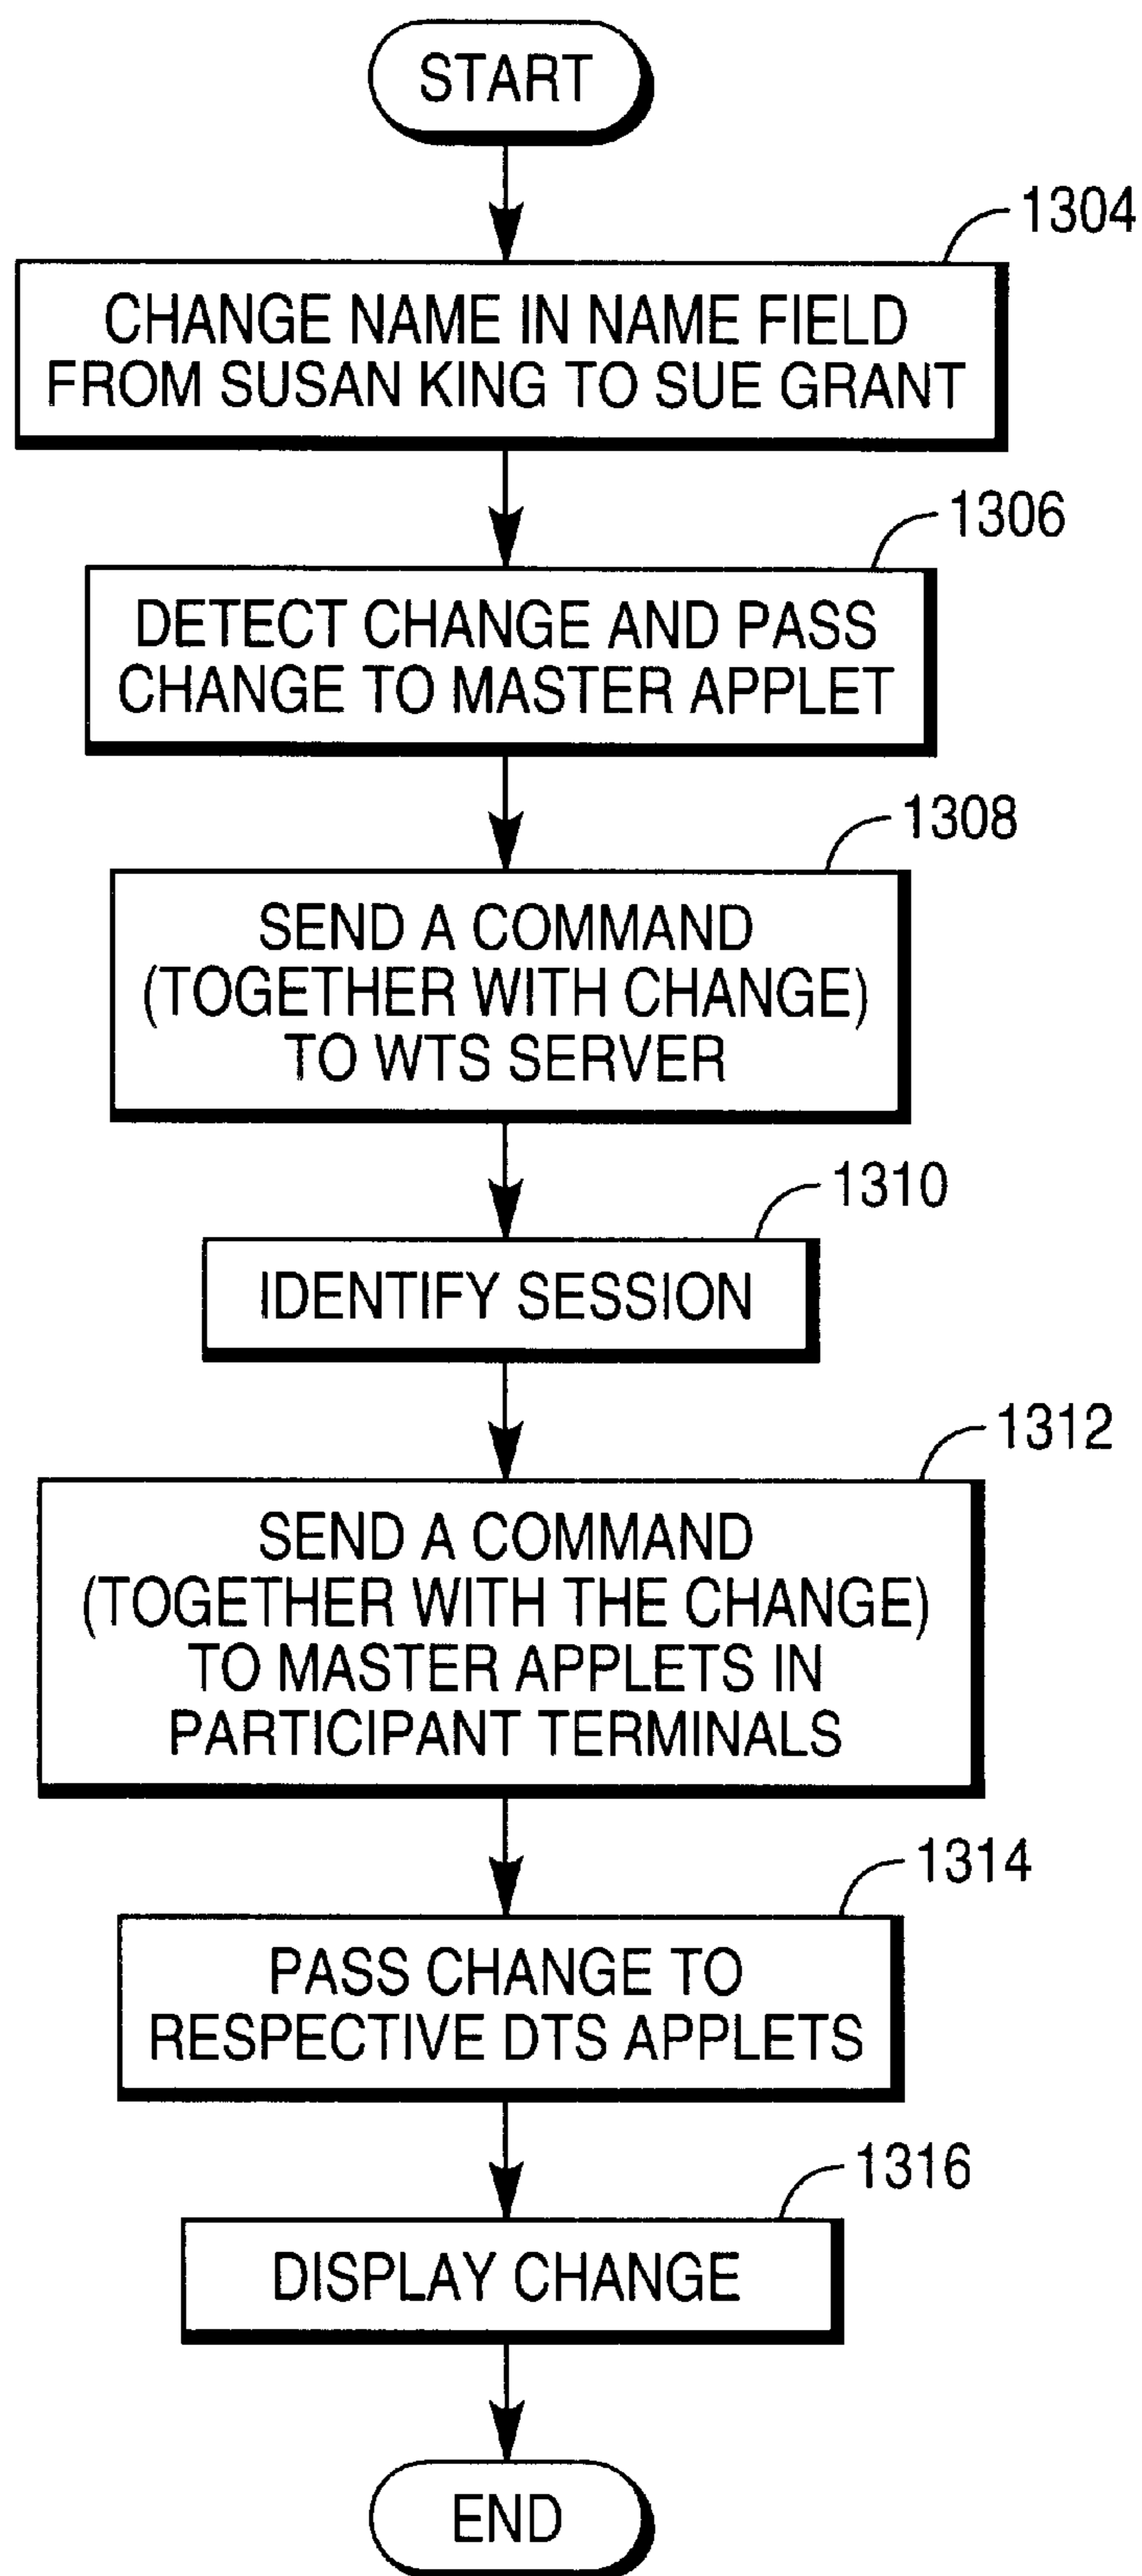 START
1304
CHANGE NAME IN NAME FIELD
FROM SUSAN KING TO SUE GRANT
1306
DETECT CHANGE AND PASS
CHANGE TO MASTER APPLET
1308
SEND A COMMAND
(TOGETHER WITH CHANGE)
TO WTS SERVER
1310
IDENTIFY SESSION
1312
SEND A COMMAND
(TOGETHER WITH THE CHANGE)
TO MASTER APPLETS IN
PARTICIPANT TERMINALS
1314
PASS CHANGE TO
RESPECTIVE DTS APPLETS
1316
DISPLAY CHANGE
END